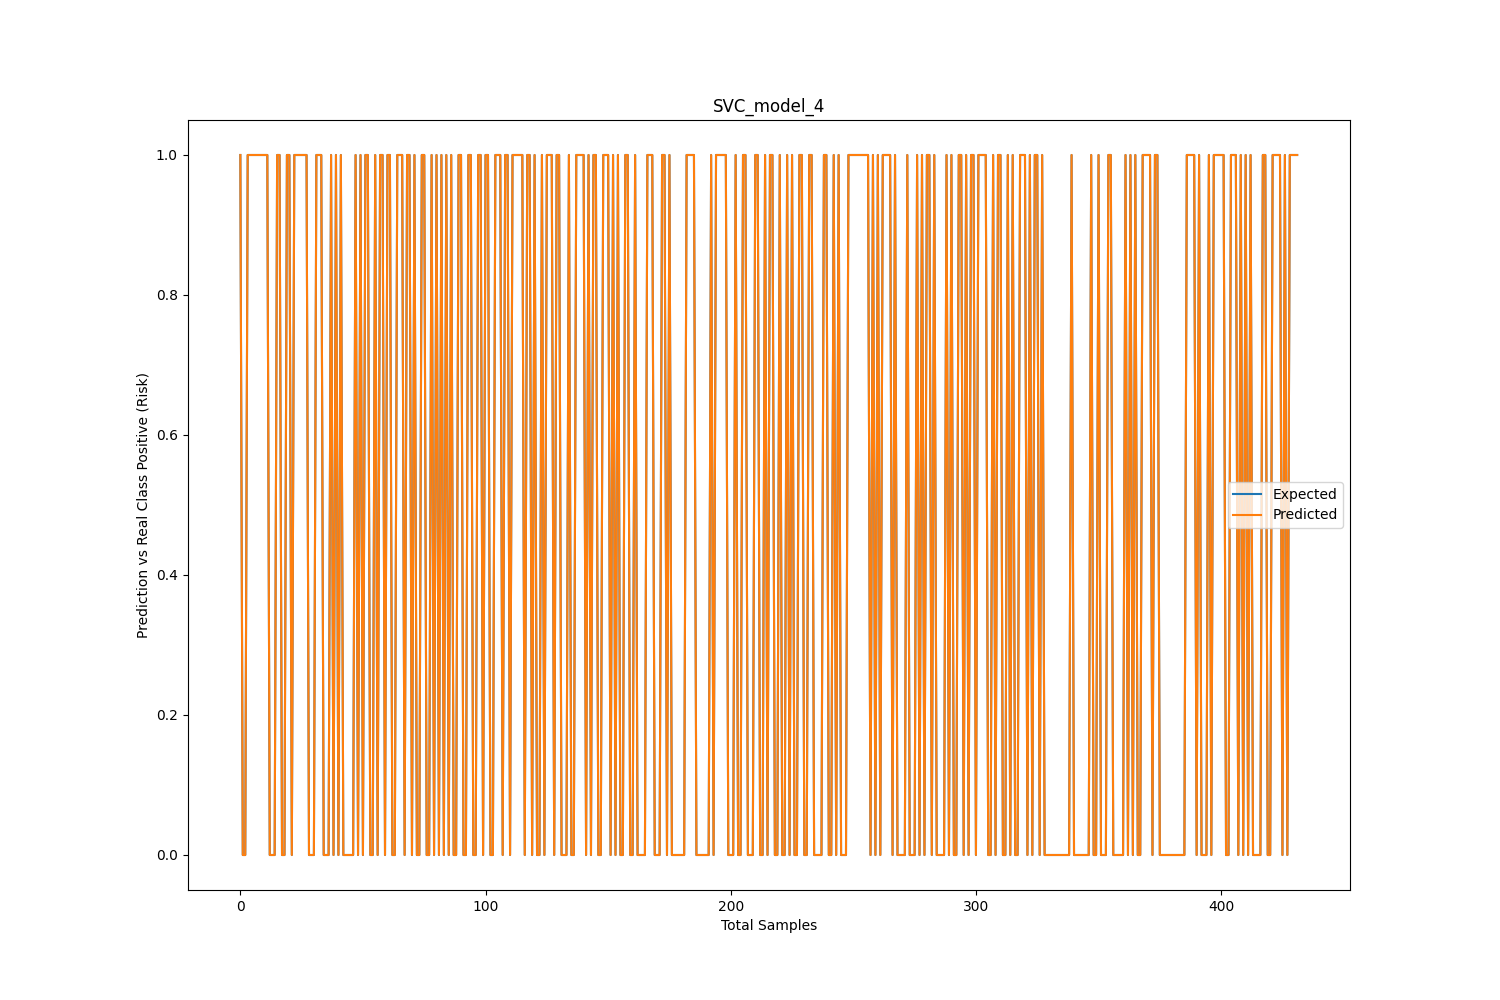 SVC_model_4
Prediction vs Real Class Positive (Risk)
1.0
0.8
0.6
0.4
0.2
0.0
Expected
Predicted
0 100 200 300 400
Total Samples